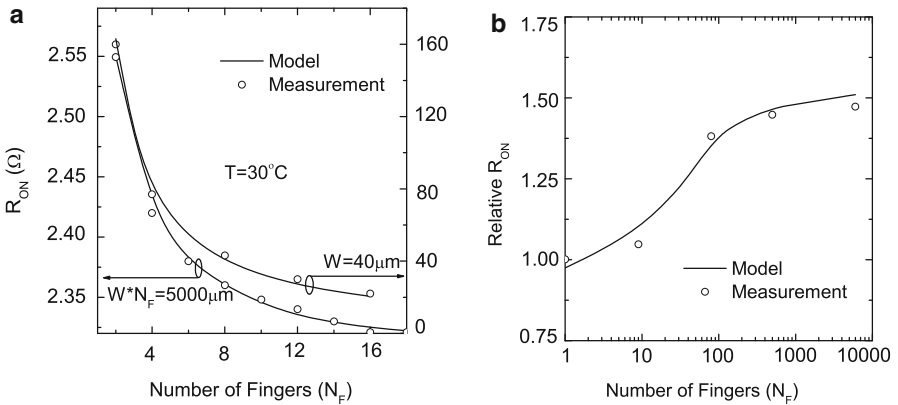 a
R_ON (Ω)
2.55
2.50
2.45
2.40
2.35
160
120
80
40
0
Model
Measurement
T=30°C
W=40μm
W*N_F=5000μm
4
8
12
16
Number of Fingers (N_F)
b
Relative R_ON
1.75
1.50
1.25
1.00
0.75
Model
Measurement
1
10
100
1000
10000
Number of Fingers (N_F)